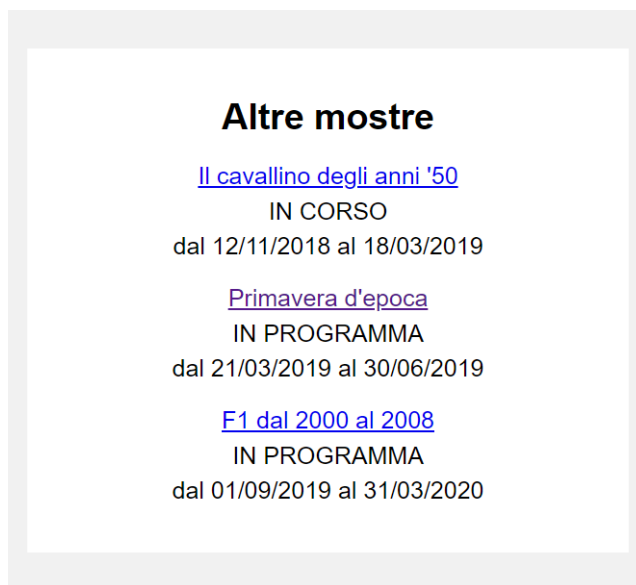 Altre mostre
Il cavallino degli anni '50
IN CORSO
dal 12/11/2018 al 18/03/2019
Primavera d'epoca
IN PROGRAMMA
dal 21/03/2019 al 30/06/2019
F1 dal 2000 al 2008
IN PROGRAMMA
dal 01/09/2019 al 31/03/2020